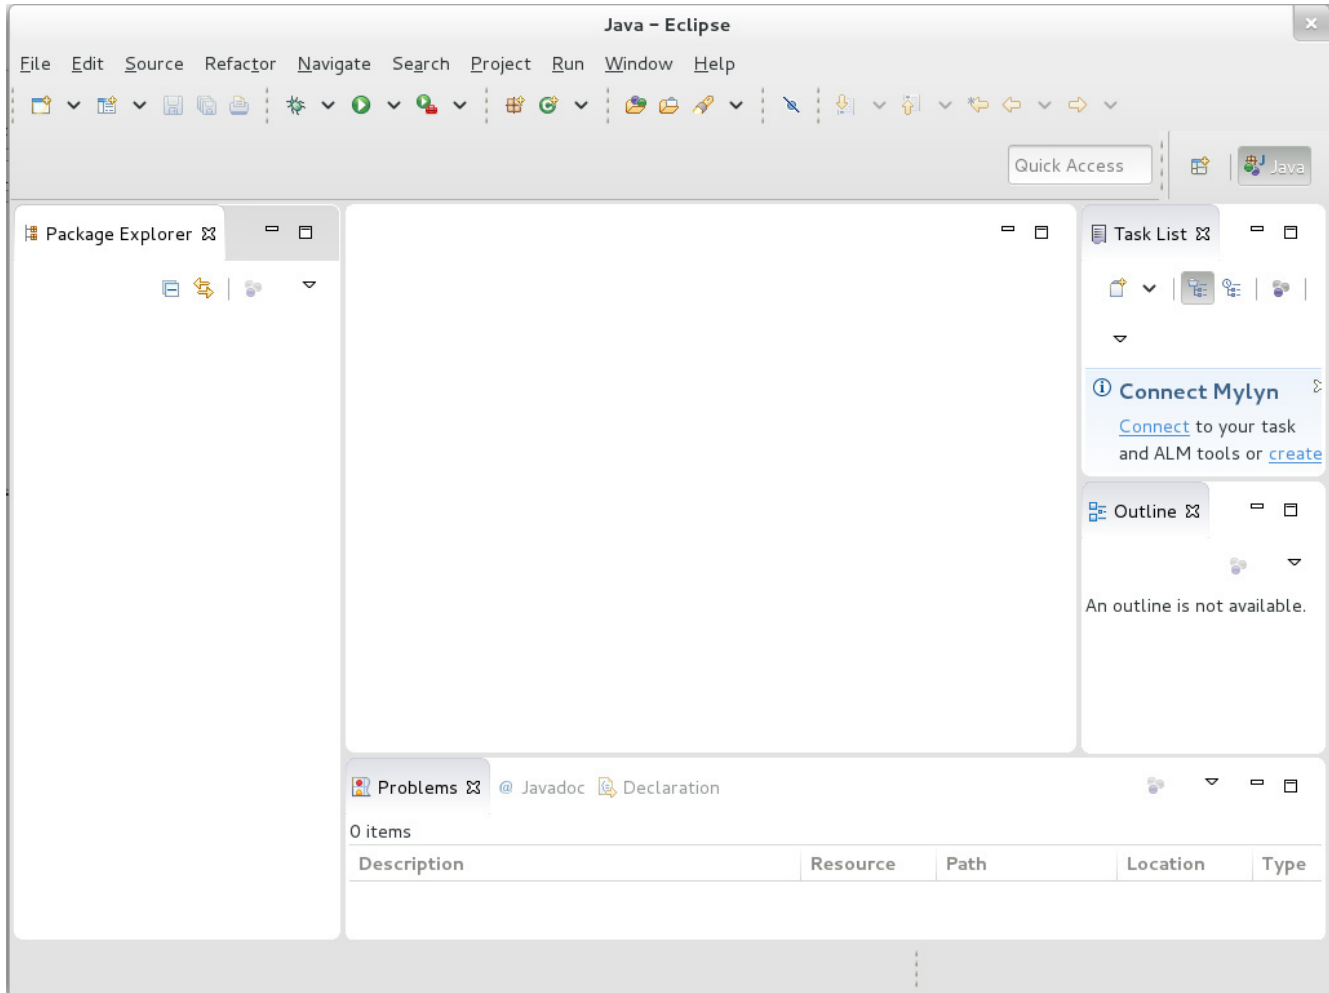 Java – Eclipse
File Edit Source Refactor Navigate Search Project Run Window Help
Quick Access
Java
Package Explorer
Task List
Connect Mylyn
Connect to your task
and ALM tools or create
Outline
An outline is not available.
Problems @ Javadoc Declaration
0 items
Description Resource Path Location Type